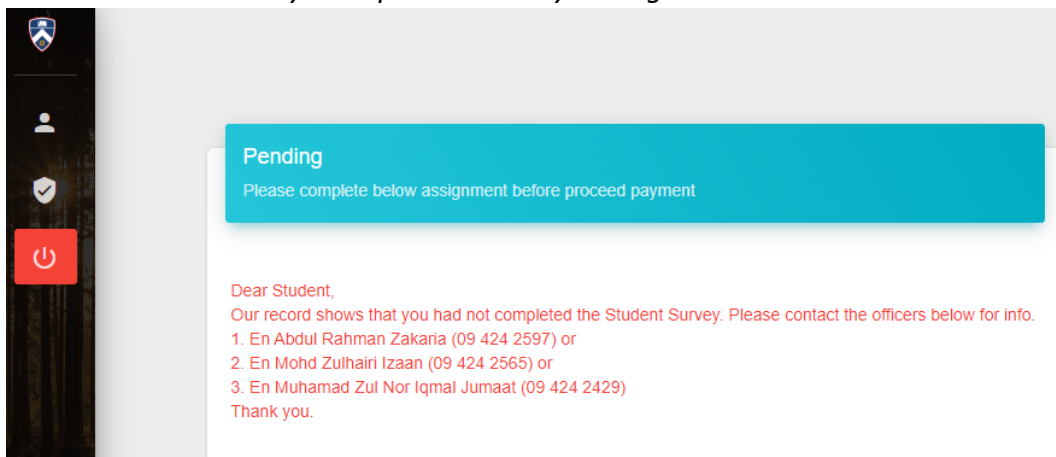 Pending
Please complete below assignment before proceed payment
Dear Student,
Our record shows that you had not completed the Student Survey. Please contact the officers below for info.
1. En Abdul Rahman Zakaria (09 424 2597) or
2. En Mohd Zulhairi Izaan (09 424 2565) or
3. En Muhamad Zul Nor Iqmal Jumaat (09 424 2429)
Thank you.